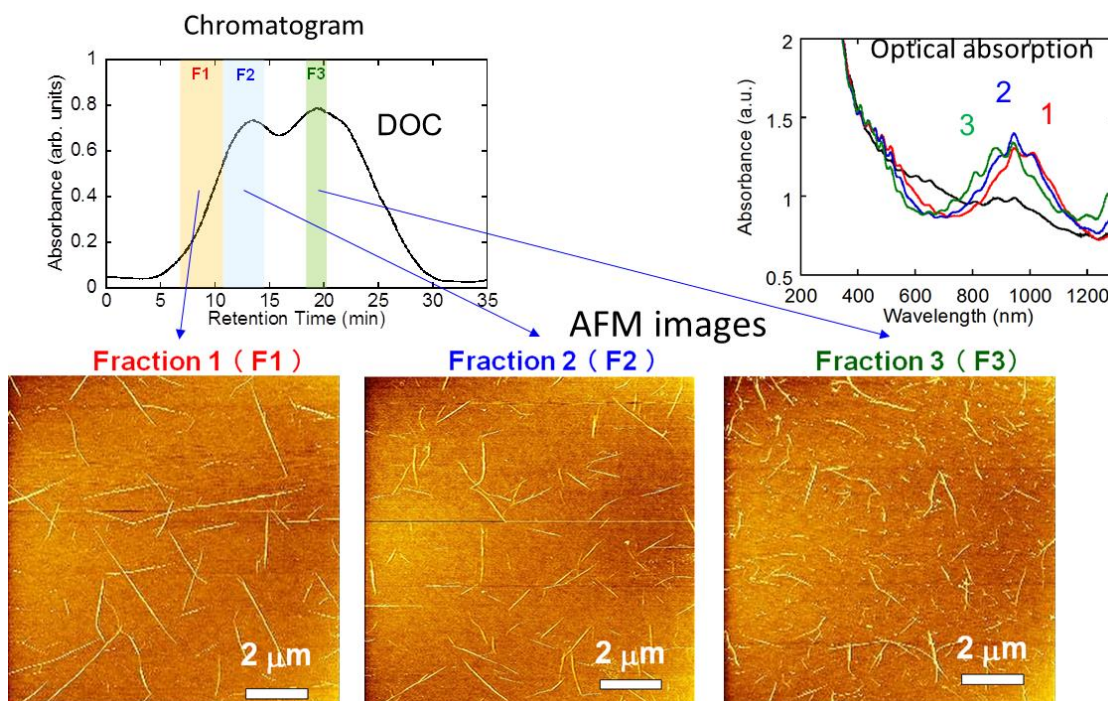 Chromatogram
1
0.8
0.6
0.4
0.2
0
F1
F2
F3
DOC
Absorbance (arb. units)
0 5 10 15 20 25 30 35
Retention Time (min)
Optical absorption
2
1.5
1
0.5
3
2
1
Absorbance (a.u.)
200 400 600 800 1000 1200
Wavelength (nm)
AFM images
Fraction 1 ( F1 )
Fraction 2 ( F2 )
Fraction 3 ( F3 )
2 μm
2 μm
2 μm